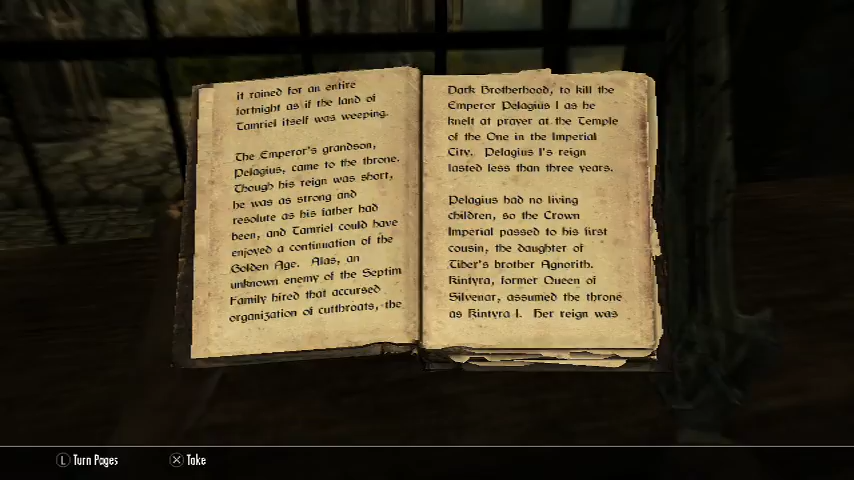 it rained for an entire
fortnight as if the land of
Tamriel itself was weeping.
The Emperor's grandson,
Pelagius, came to the throne.
Though his reign was short,
he was as strong and
resolute as his father had
been, and Tamriel could have
enjoyed a continuation of the
Golden Age. Alas, an
unknown enemy of the Septim
Family hired that accursed
organization of cutthroats, the
Dark Brotherhood, to kill the
Emperor Pelagius I as he
knelt at prayer at the Temple
of the One in the Imperial
City. Pelagius I's reign
lasted less than three years.
Pelagius had no living
children, so the Crown
Imperial passed to his first
cousin, the daughter of
Tiber's brother Agnorith.
Kintyra, former Queen of
Silvenar, assumed the throne
as Kintyra I. Her reign was
L Turn Pages X Take